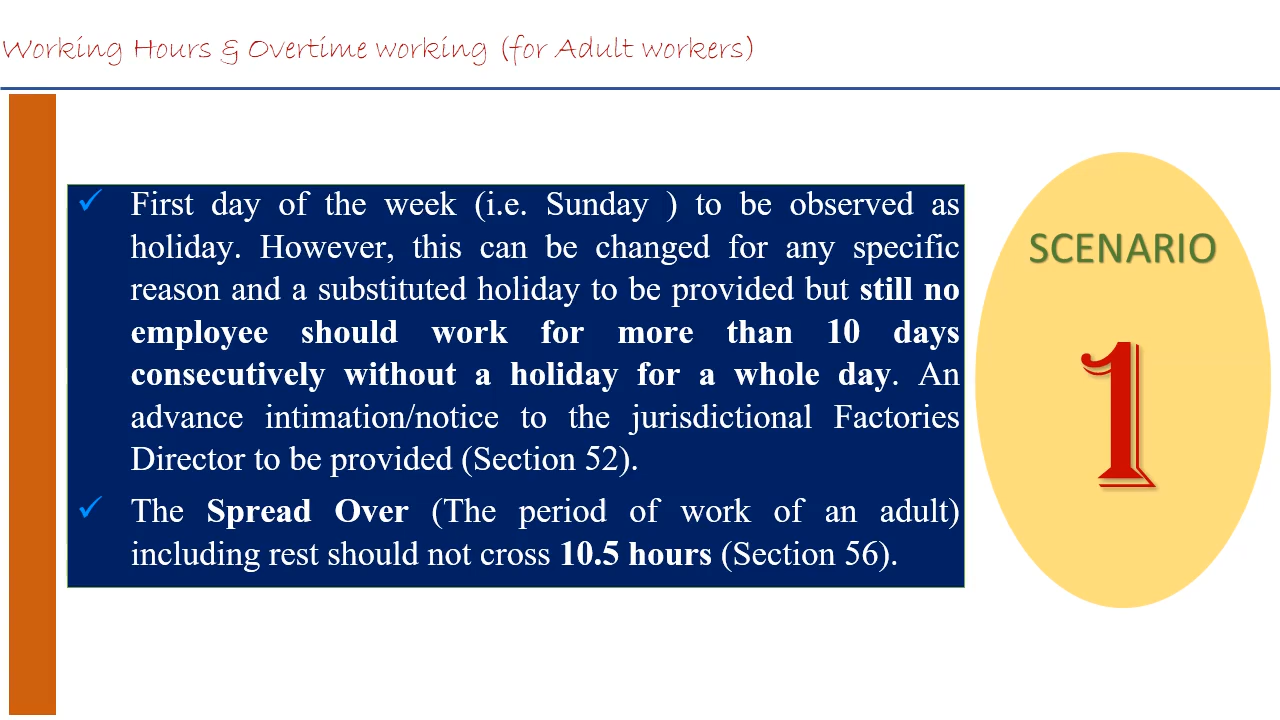 Working Hours & Overtime working (for Adult workers)
✓ First day of the week (i.e. Sunday ) to be observed as
holiday. However, this can be changed for any specific
reason and a substituted holiday to be provided but still no
employee should work for more than 10 days
consecutively without a holiday for a whole day. An
advance intimation/notice to the jurisdictional Factories
Director to be provided (Section 52).
✓ The Spread Over (The period of work of an adult)
including rest should not cross 10.5 hours (Section 56).
SCENARIO
1